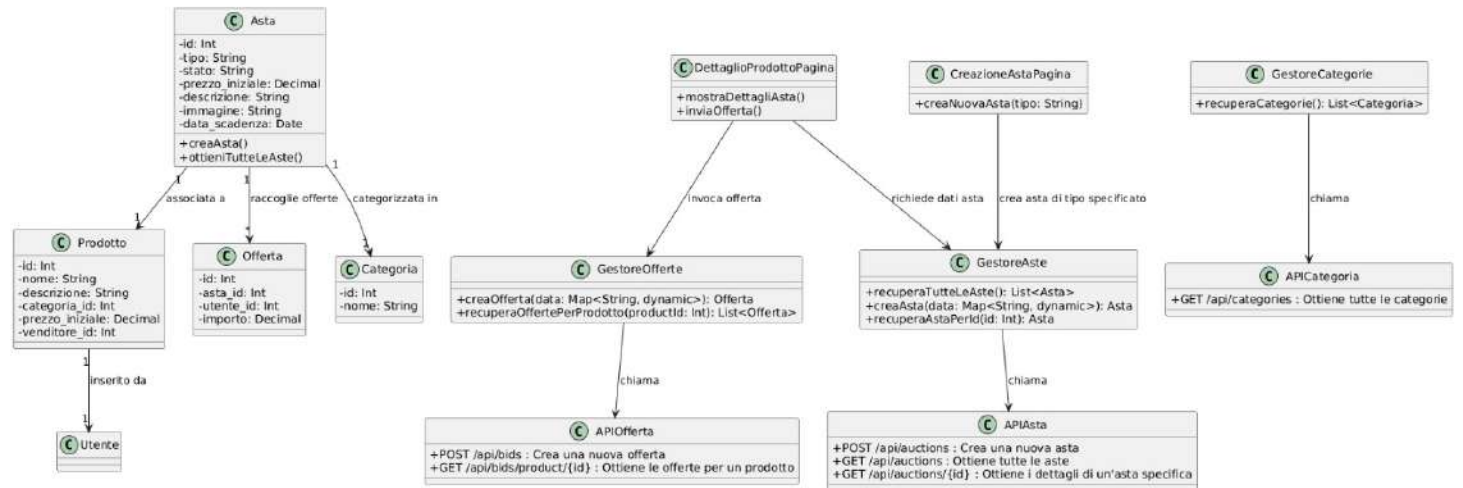 C Asta
-id: Int
-tipo: String
-stato: String
-prezzo_iniziale: Decimal
-descrizione: String
-immagine: String
-data_scadenza: Date
+creaAsta()
+ottieniTutteLeAste()
C DettaglioProdottoPagina
+mostraDettagliAsta()
+inviaOfferta()
C CreazioneAstaPagina
+creaNuovaAsta(tipo: String)
C GestoreCategorie
+recuperaCategorie(): List<Categoria>
1 1 1
associata a raccoglie offerte categorizzata in
invoca offerta richiede dati asta crea asta di tipo specificato chiama
1 * 1
C Prodotto
-id: Int
-nome: String
-descrizione: String
-categoria_id: Int
-prezzo_iniziale: Decimal
-venditore_id: Int
C Offerta
-id: Int
-asta_id: Int
-utente_id: Int
-importo: Decimal
C Categoria
-id: Int
-nome: String
C GestoreOfferte
+creaOfferta(data: Map<String, dynamic>): Offerta
+recuperaOffertePerProdotto(productId: Int): List<Offerta>
C GestoreAste
+recuperaTutteLeAste(): List<Asta>
+creaAsta(data: Map<String, dynamic>): Asta
+recuperaAstaPerId(id: Int): Asta
C APICategoria
+GET /api/categories : Ottiene tutte le categorie
1
inserito da
1
chiama
chiama
C Utente
C APIOfferta
+POST /api/bids : Crea una nuova offerta
+GET /api/bids/product/{id} : Ottiene le offerte per un prodotto
C APIAsta
+POST /api/auctions : Crea una nuova asta
+GET /api/auctions : Ottiene tutte le aste
+GET /api/auctions/{id} : Ottiene i dettagli di un'asta specifica